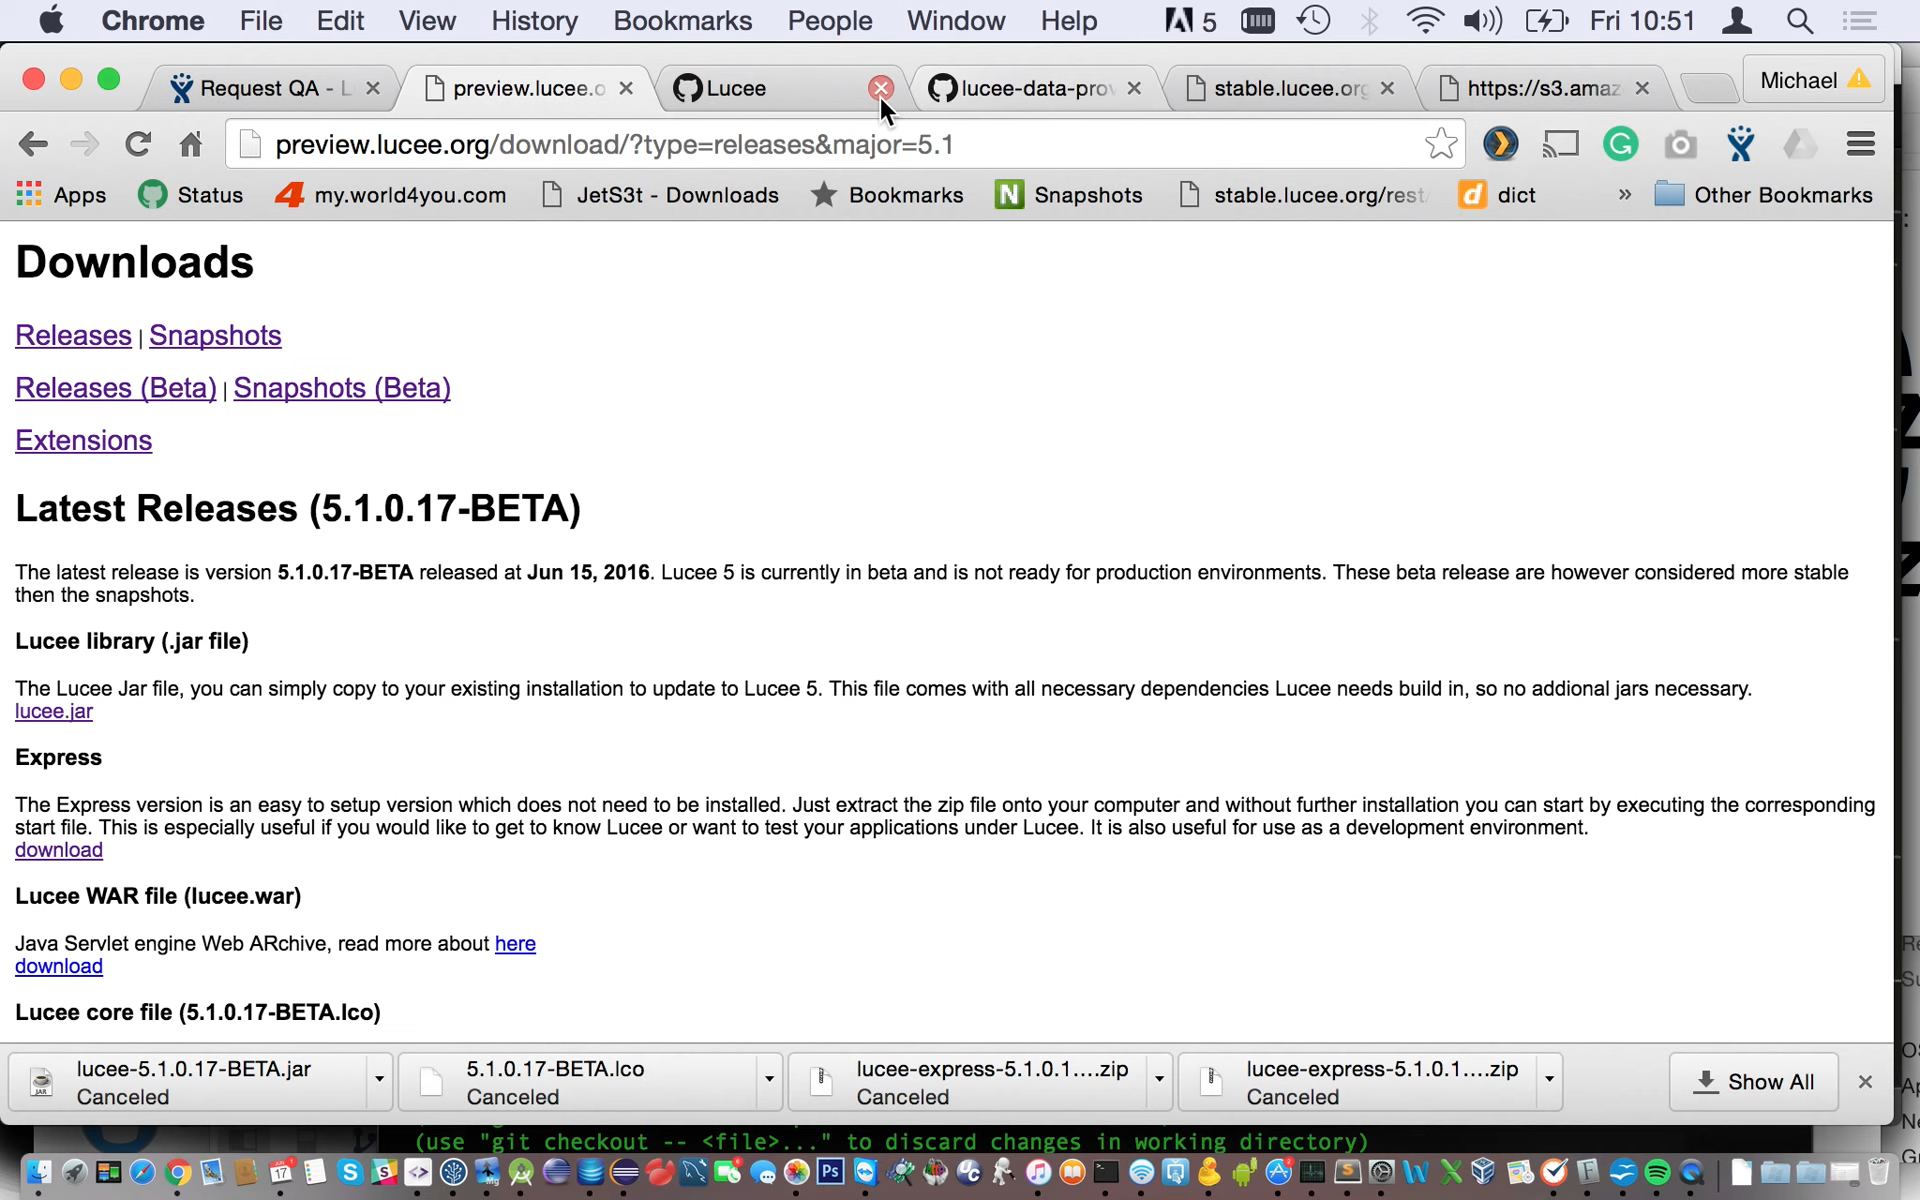 Chrome File Edit View History Bookmarks People Window Help 5 Fri 10:51
Request QA - L preview.lucee.o Lucee lucee-data-prov stable.lucee.org https://s3.amaz Michael
preview.lucee.org/download/?type=releases&major=5.1
Apps Status my.world4you.com JetS3t - Downloads Bookmarks Snapshots stable.lucee.org/rest dict » Other Bookmarks
Downloads
Releases | Snapshots
Releases (Beta) | Snapshots (Beta)
Extensions
Latest Releases (5.1.0.17-BETA)
The latest release is version 5.1.0.17-BETA released at Jun 15, 2016. Lucee 5 is currently in beta and is not ready for production environments. These beta release are however considered more stable
then the snapshots.
Lucee library (.jar file)
The Lucee Jar file, you can simply copy to your existing installation to update to Lucee 5. This file comes with all necessary dependencies Lucee needs build in, so no addional jars necessary.
lucee.jar
Express
The Express version is an easy to setup version which does not need to be installed. Just extract the zip file onto your computer and without further installation you can start by executing the corresponding
start file. This is especially useful if you would like to get to know Lucee or want to test your applications under Lucee. It is also useful for use as a development environment.
download
Lucee WAR file (lucee.war)
Java Servlet engine Web ARchive, read more about here
download
Lucee core file (5.1.0.17-BETA.lco)
lucee-5.1.0.17-BETA.jar 5.1.0.17-BETA.lco lucee-express-5.1.0.1....zip lucee-express-5.1.0.1....zip Show All
Canceled Canceled Canceled Canceled
(use "git checkout -- <file>..." to discard changes in working directory)